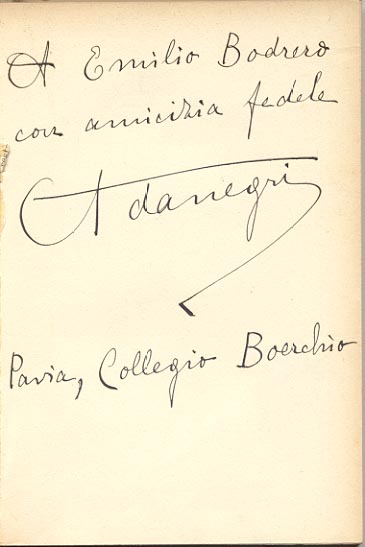 A Emilio Bodrero
con amicizia fedele
Adanegri
Pavia, Collegio Boerchio